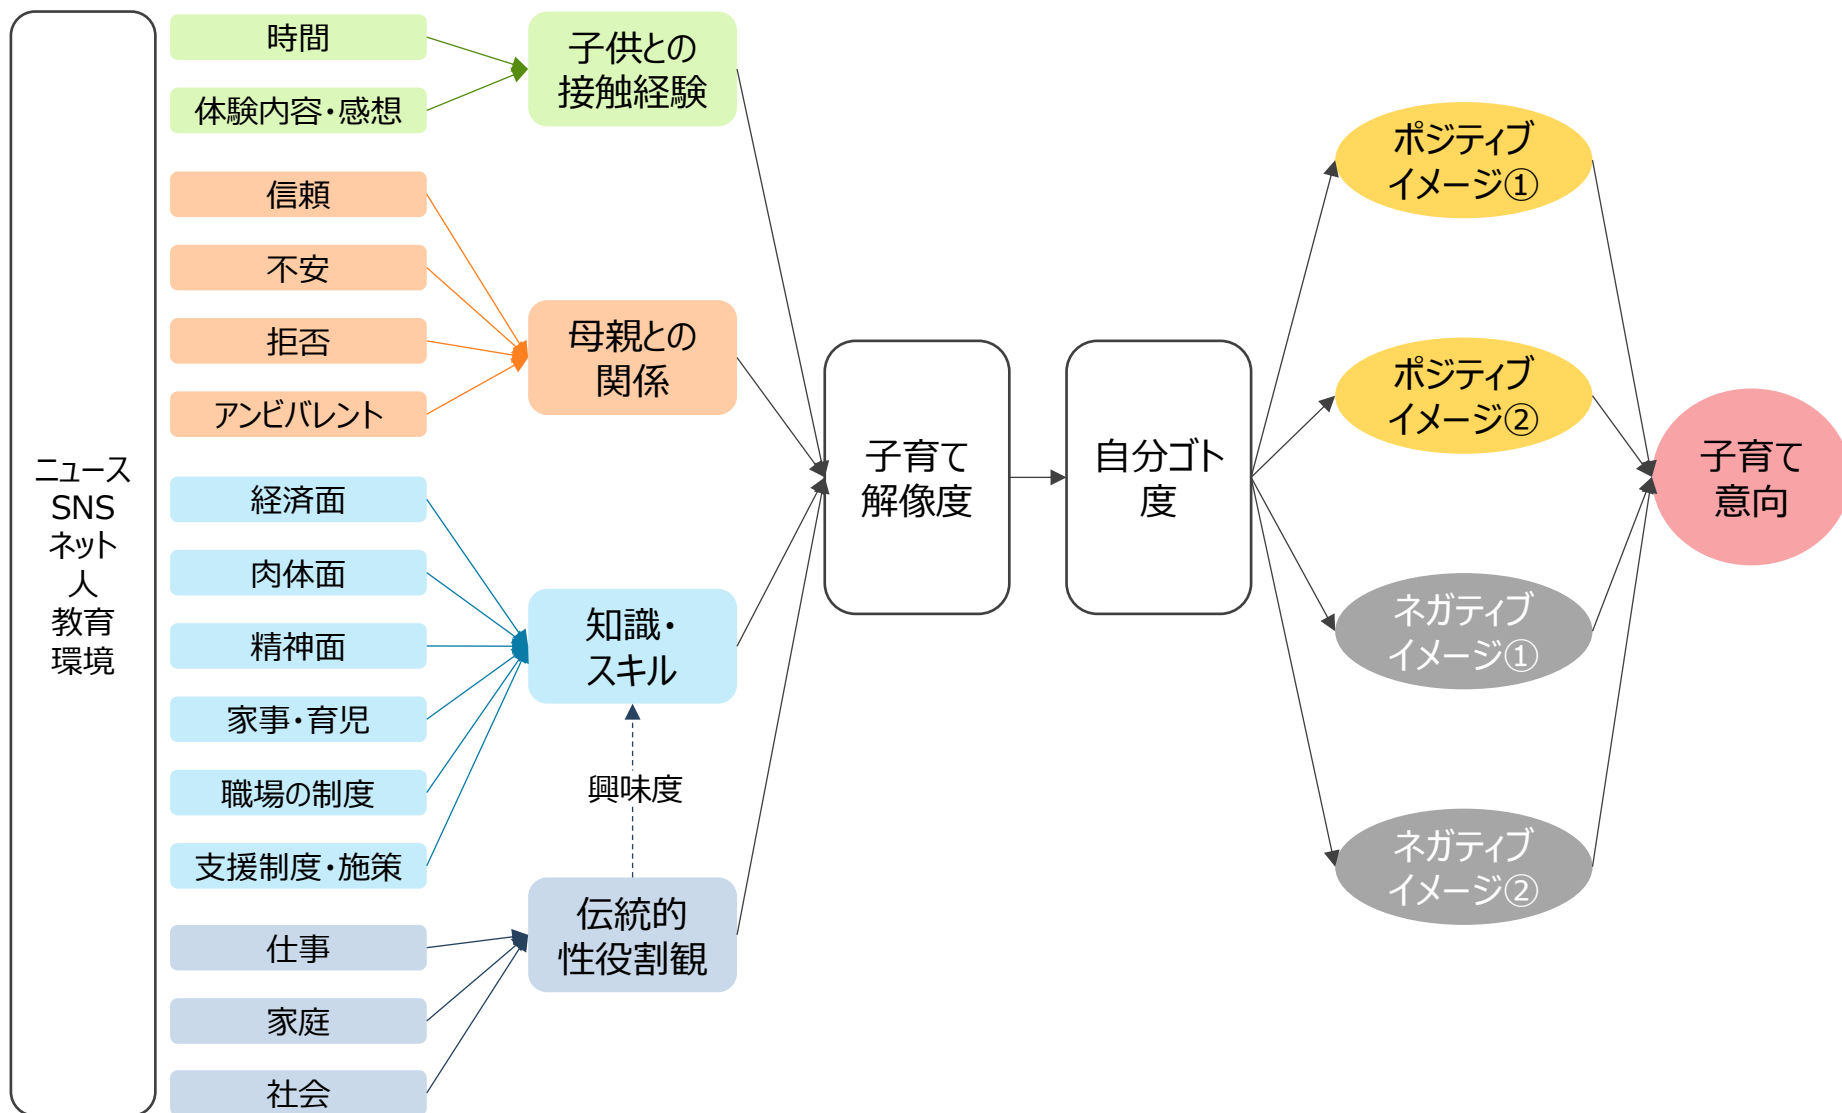 ニュース
SNS
ネット
人
教育
環境
時間
体験内容・感想
信頼
不安
拒否
アンビバレント
経済面
肉体面
精神面
家事・育児
職場の制度
支援制度・施策
仕事
家庭
社会
子供との
接触経験
母親との
関係
知識・
スキル
興味度
伝統的
性役割観
子育て
解像度
自分ゴト
度
ポジティブ
イメージ①
ポジティブ
イメージ②
ネガティブ
イメージ①
ネガティブ
イメージ②
子育て
意向